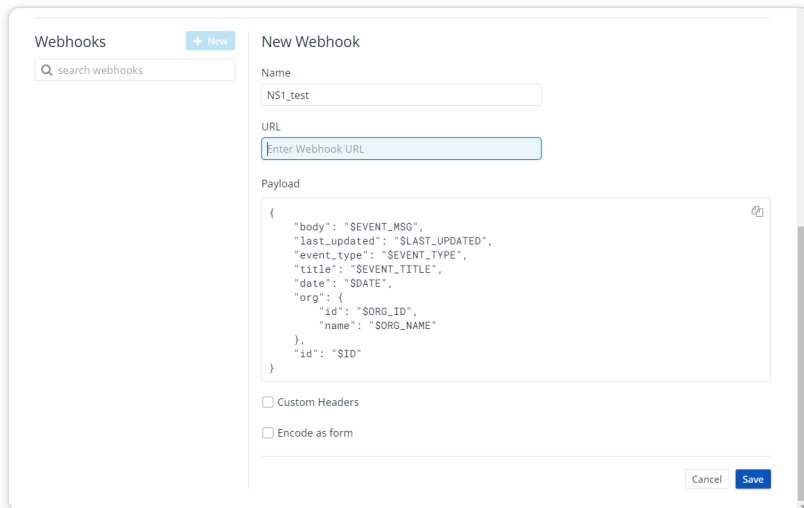 Webhooks
+ New
search webhooks
New Webhook
Name
NS1_test
URL
Enter Webhook URL
Payload
{
    "body": "$EVENT_MSG",
    "last_updated": "$LAST_UPDATED",
    "event_type": "$EVENT_TYPE",
    "title": "$EVENT_TITLE",
    "date": "$DATE",
    "org": {
        "id": "$ORG_ID",
        "name": "$ORG_NAME"
    },
    "id": "$ID"
}
Custom Headers
Encode as form
Cancel
Save